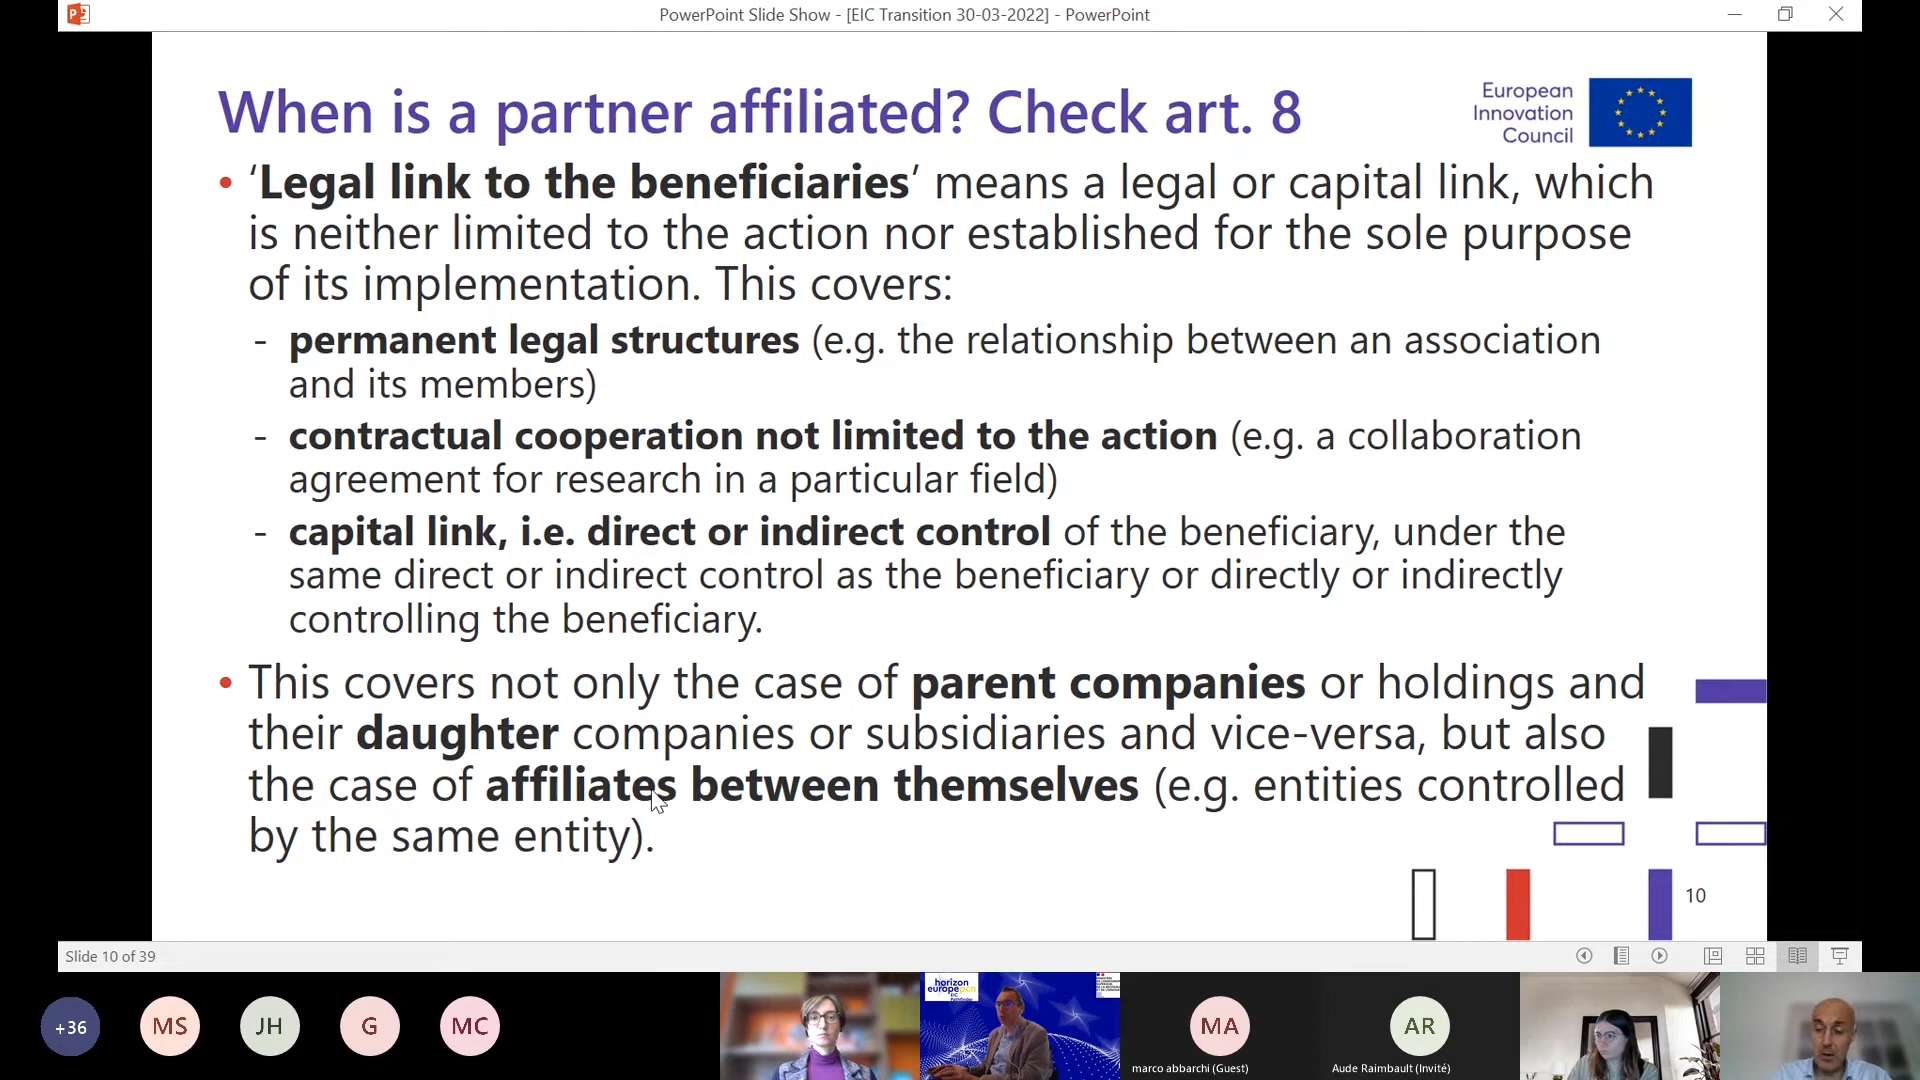 PowerPoint Slide Show - [EIC Transition 30-03-2022] - PowerPoint
When is a partner affiliated? Check art. 8
European
Innovation
Council
• ‘Legal link to the beneficiaries’ means a legal or capital link, which
is neither limited to the action nor established for the sole purpose
of its implementation. This covers:
- permanent legal structures (e.g. the relationship between an association
and its members)
- contractual cooperation not limited to the action (e.g. a collaboration
agreement for research in a particular field)
- capital link, i.e. direct or indirect control of the beneficiary, under the
same direct or indirect control as the beneficiary or directly or indirectly
controlling the beneficiary.
• This covers not only the case of parent companies or holdings and
their daughter companies or subsidiaries and vice-versa, but also
the case of affiliates between themselves (e.g. entities controlled
by the same entity).
10
Slide 10 of 39
+36
MS
JH
G
MC
horizon
europe pcn
EIC
Pathfinder
MA
marco abbarchi (Guest)
AR
Aude Raimbault (Invité)